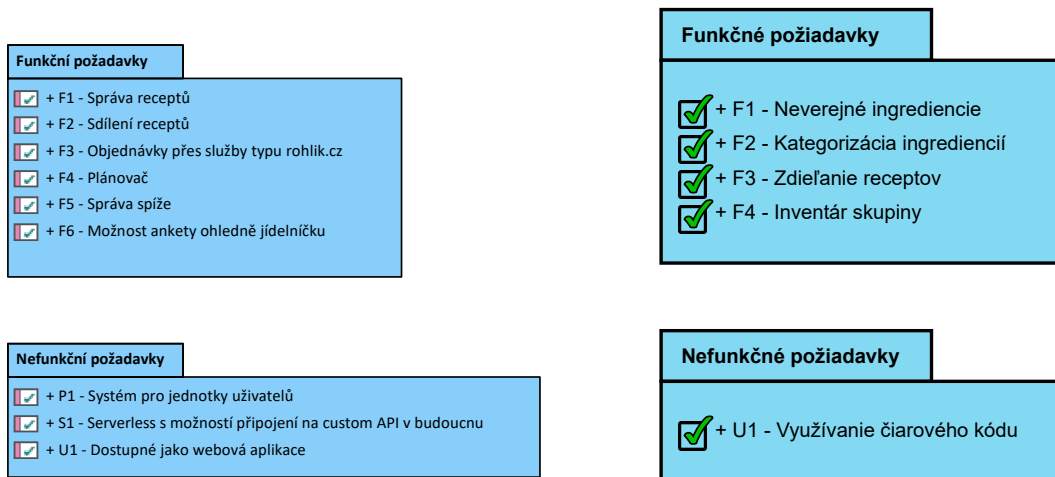 Funkční požadavky
+ F1 - Správa receptů
+ F2 - Sdílení receptů
+ F3 - Objednávky přes služby typu rohlik.cz
+ F4 - Plánovač
+ F5 - Správa spíže
+ F6 - Možnost ankety ohledně jídelníčku
Nefunkční požadavky
+ P1 - Systém pro jednotky uživatelů
+ S1 - Serverless s možností připojení na custom API v budoucnu
+ U1 - Dostupné jako webová aplikace
Funkčné požiadavky
+ F1 - Neverejné ingrediencie
+ F2 - Kategorizácia ingrediencií
+ F3 - Zdieľanie receptov
+ F4 - Inventár skupiny
Nefunkčné požiadavky
+ U1 - Využívanie čiarového kódu